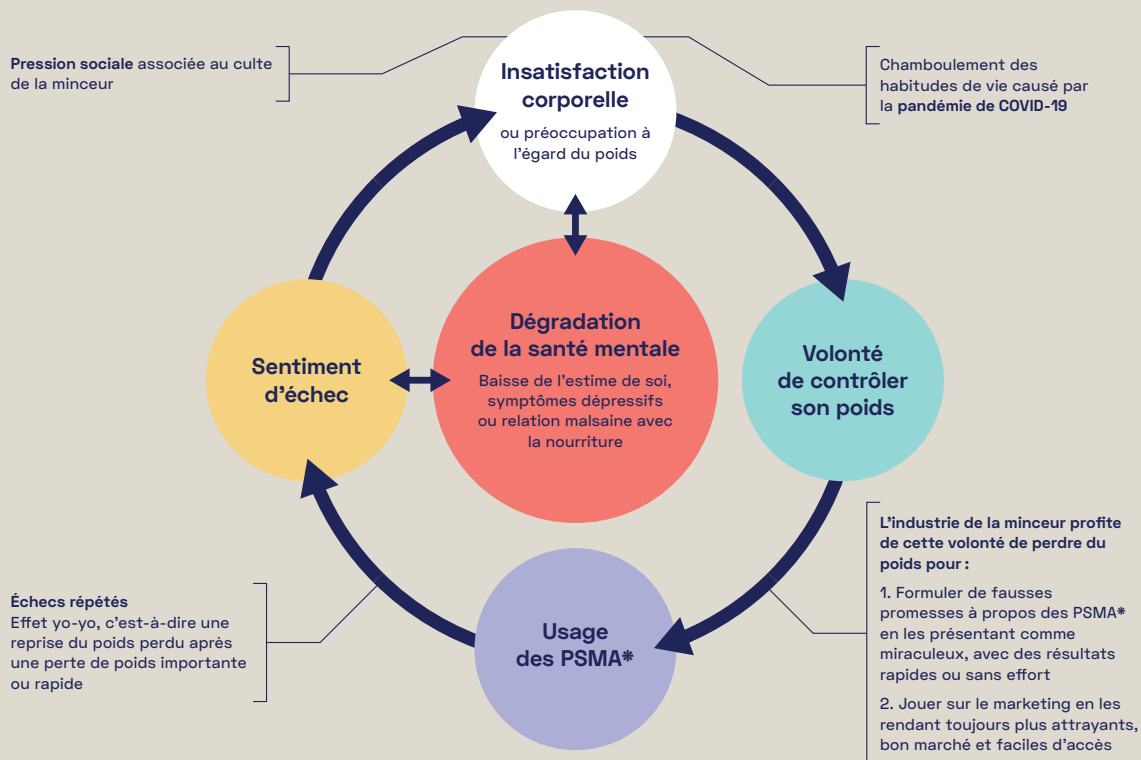 Pression sociale associée au culte
de la minceur
Insatisfaction
corporelle
ou préoccupation à
l'égard du poids
Chamboulement des
habitudes de vie causé par
la pandémie de COVID-19
Sentiment
d'échec
Dégradation
de la santé mentale
Baisse de l'estime de soi,
symptômes dépressifs
ou relation malsaine avec
la nourriture
Volonté
de contrôler
son poids
Échecs répétés
Effet yo-yo, c'est-à-dire une
reprise du poids perdu après
une perte de poids importante
ou rapide
Usage
des PSMA*
L'industrie de la minceur profite
de cette volonté de perdre du
poids pour :
1. Formuler de fausses
promesses à propos des PSMA*
en les présentant comme
miraculeux, avec des résultats
rapides ou sans effort
2. Jouer sur le marketing en les
rendant toujours plus attrayants,
bon marché et faciles d'accès